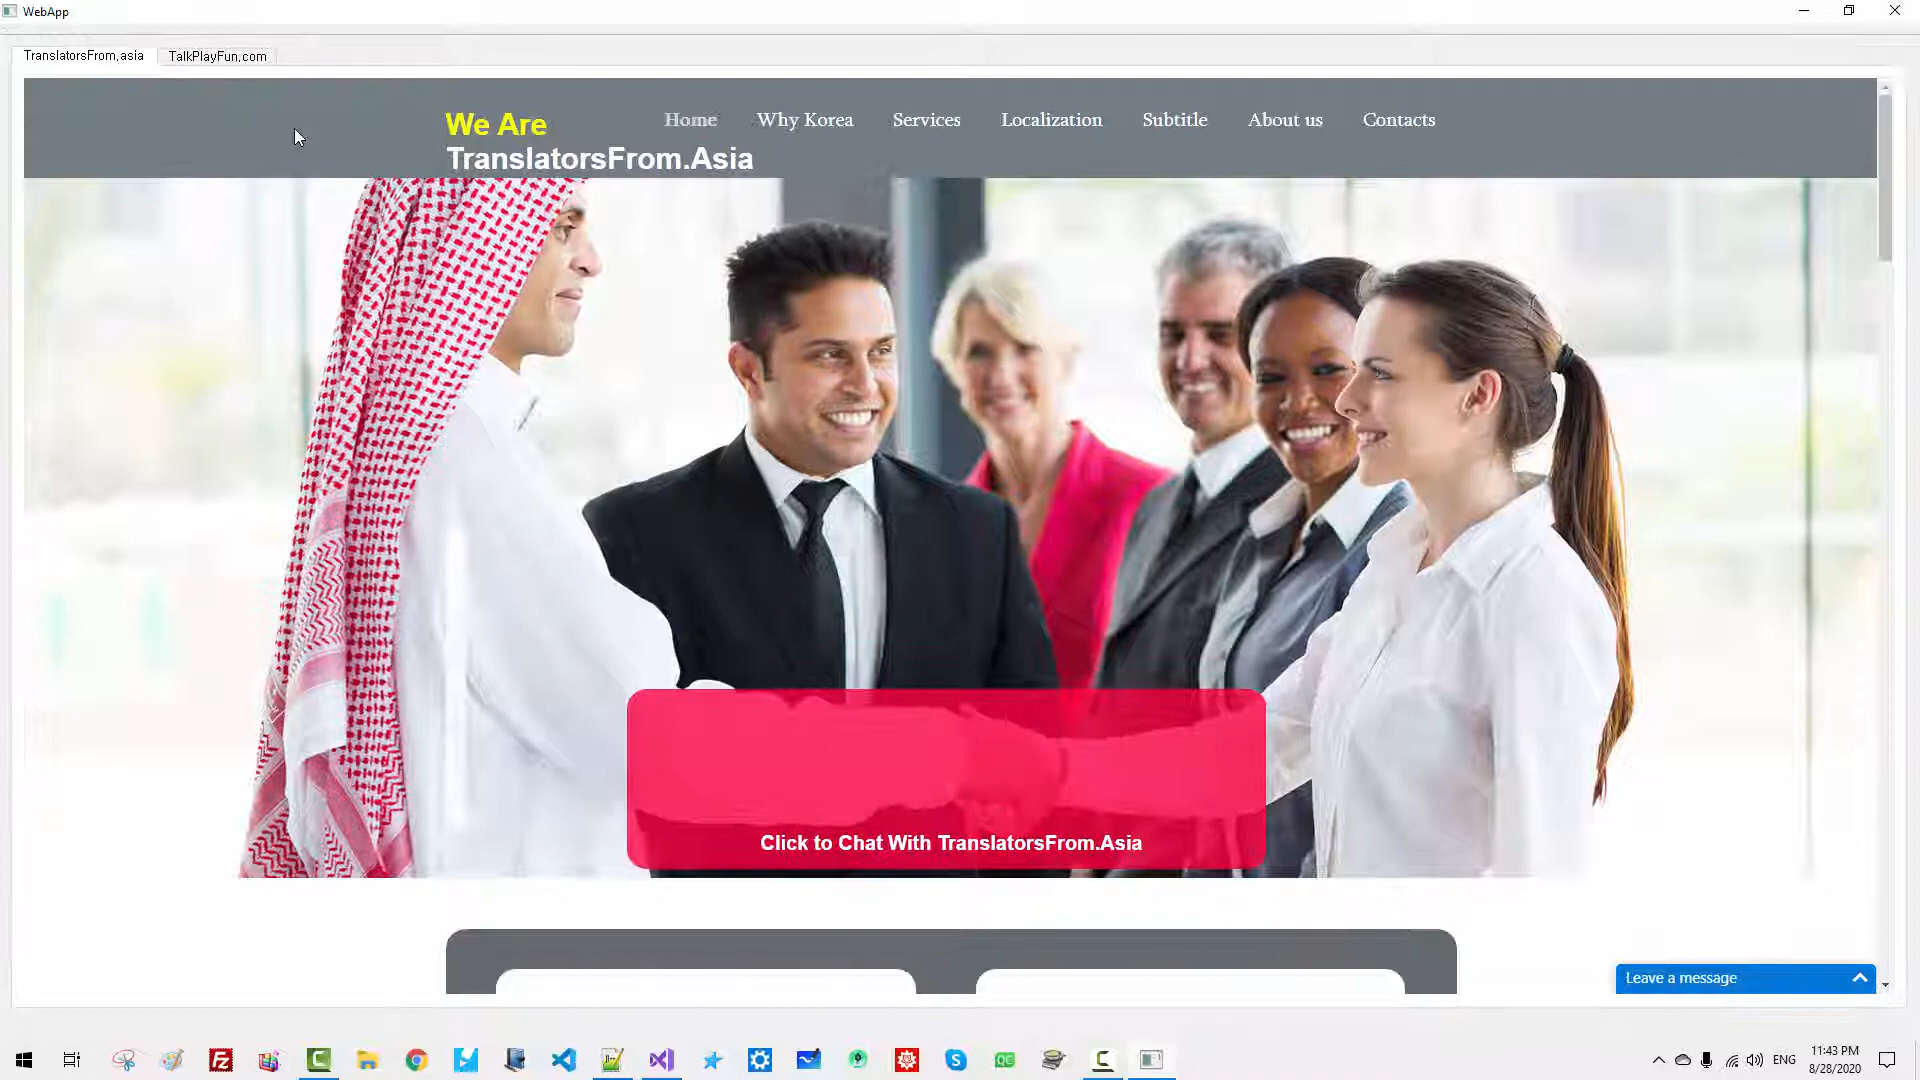 WebApp
TranslatorsFrom,asia
TalkPlayFun,com
We Are
TranslatorsFrom.Asia
Home
Why Korea
Services
Localization
Subtitle
About us
Contacts
Click to Chat With TranslatorsFrom.Asia
Leave a message
ENG
11:43 PM
8/28/2020